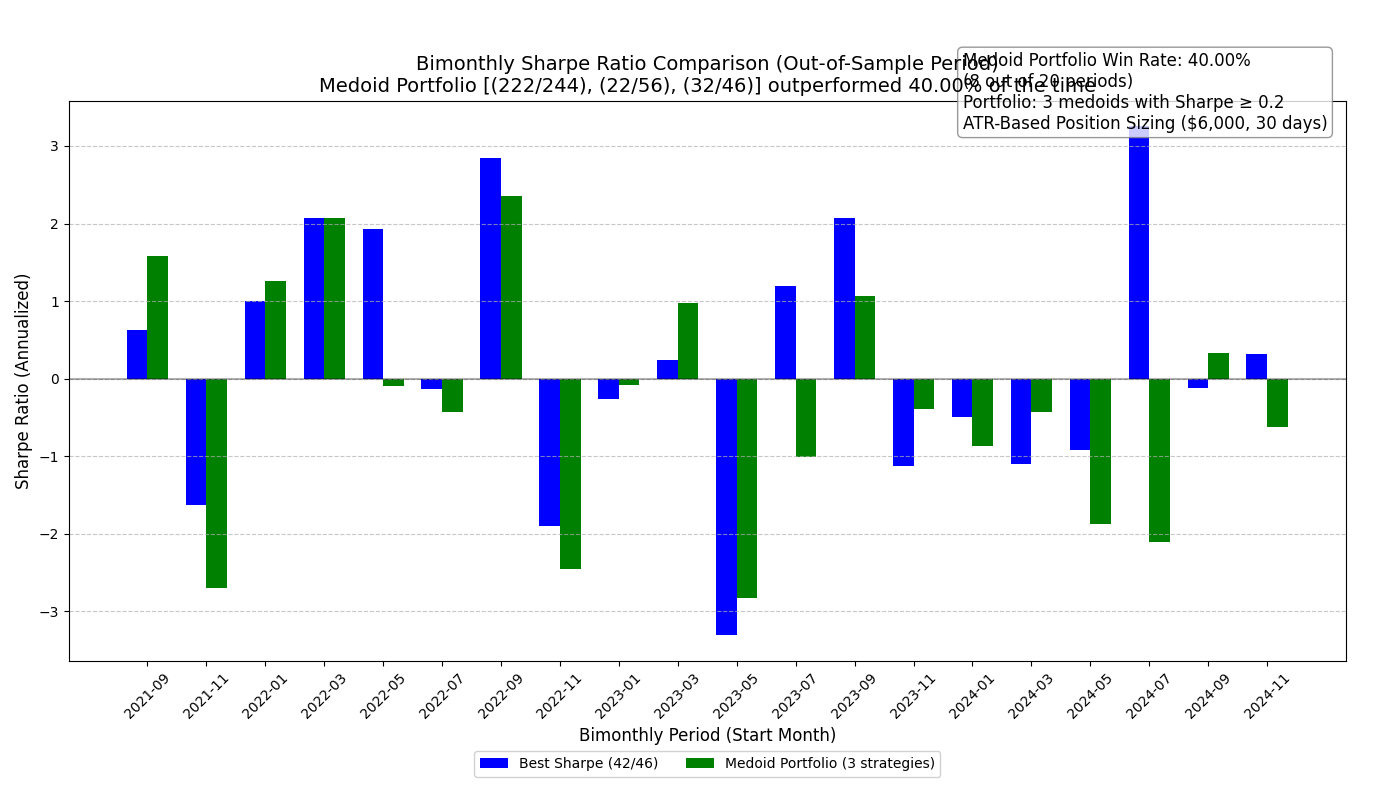 Bimonthly Sharpe Ratio Comparison (Out-of-Sample Period)
Medoid Portfolio [(222/244), (22/56), (32/46)] outperformed 40.00% of the time
Medoid Portfolio Win Rate: 40.00%
(8 out of 20 periods)
Portfolio: 3 medoids with Sharpe ≥ 0.2
ATR-Based Position Sizing ($6,000, 30 days)
Sharpe Ratio (Annualized)
3
2
1
0
−1
−2
−3
2021-09
2021-11
2022-01
2022-03
2022-05
2022-07
2022-09
2022-11
2023-01
2023-03
2023-05
2023-07
2023-09
2023-11
2024-01
2024-03
2024-05
2024-07
2024-09
2024-11
Bimonthly Period (Start Month)
Best Sharpe (42/46)
Medoid Portfolio (3 strategies)